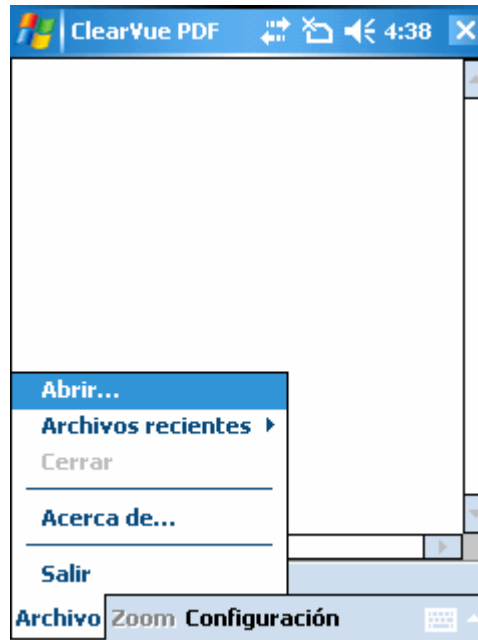 ClearVue PDF 4:38
Abrir...
Archivos recientes
Cerrar
Acerca de...
Salir
Archivo Zoom Configuración